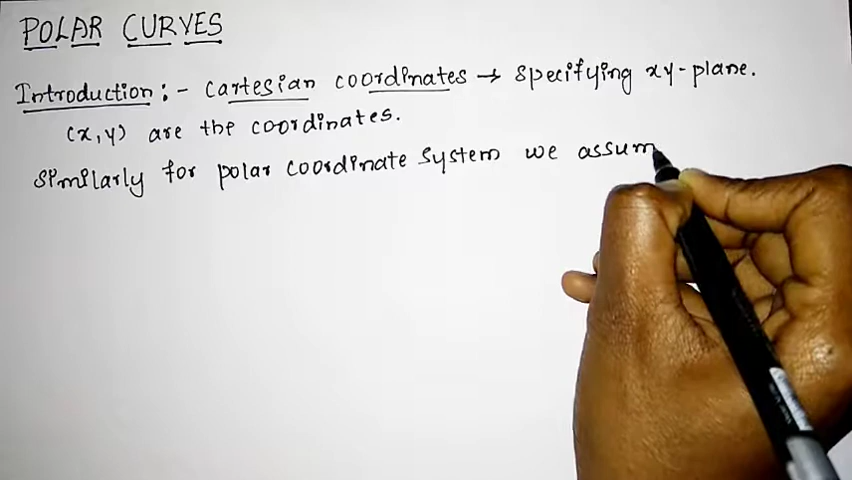 POLAR CURVES
Introduction :- cartesian coordinates → specifying xy-plane.
(x,y) are the coordinates.
Similarly for polar coordinate system we assum